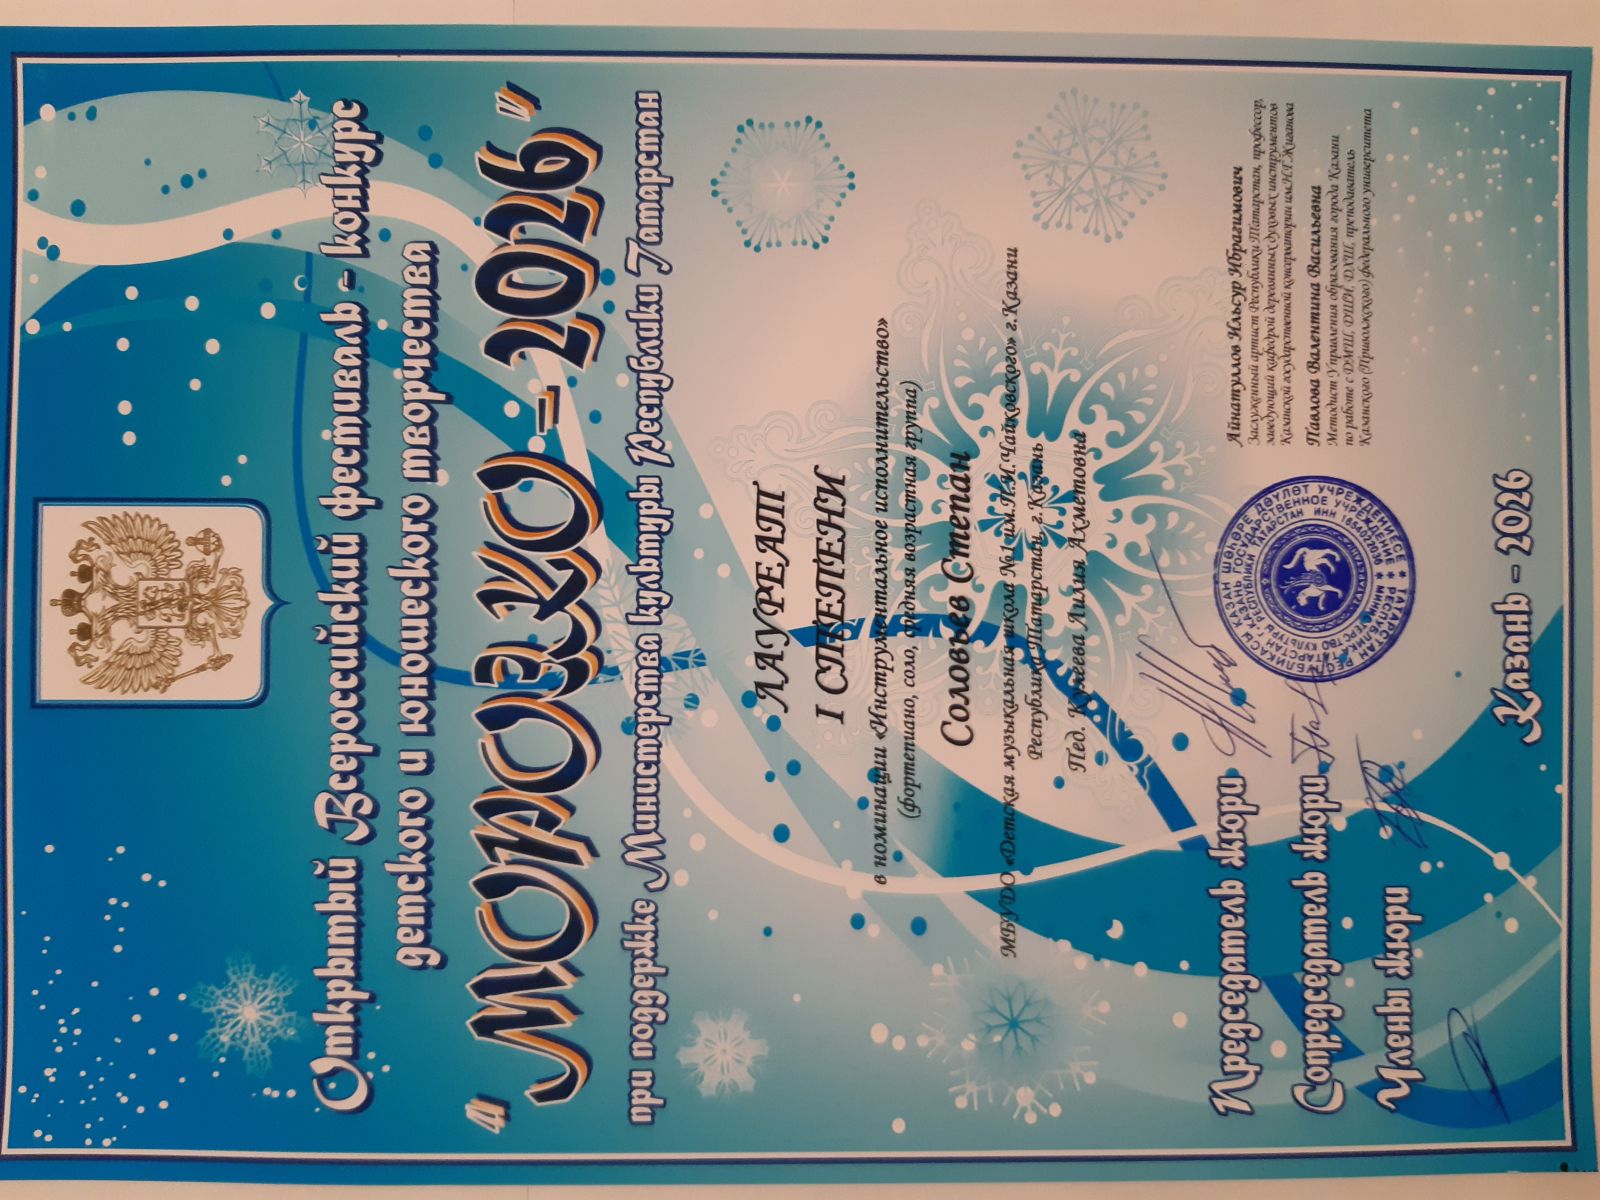 Открытый Всероссийский фестиваль - конкурс
детского и юношеского творчества
"МОРОЗКО - 2026"
при поддержке Министерства культуры Республики Татарстан
ЛАУРЕАТ
I СТЕПЕНИ
в номинации «Инструментальное исполнительство»
(фортепиано, соло, средняя возрастная группа)
Соловьев Степан
МБУДО «Детская музыкальная школа №1 им.П.И.Чайковского» г.Казани
Республика Татарстан, г.Казань
Пед. Кулеева Лилия Ахметовна
Председатель жюри
Айнатуллов Ильсур Ибрагимович
Заслуженный артист Республики Татарстан, профессор,
заведующий кафедрой деревянных духовых инструментов
Казанской государственной консерватории им.Н.Г.Жиганова
Сопредседатель жюри
Павлова Валентина Васильевна
Методист Управления образования города Казани
по работе с ДМШ, ДШИ, ДХШ, преподаватель
Казанского (Приволжского) федерального университета
Члены жюри
Казань - 2026